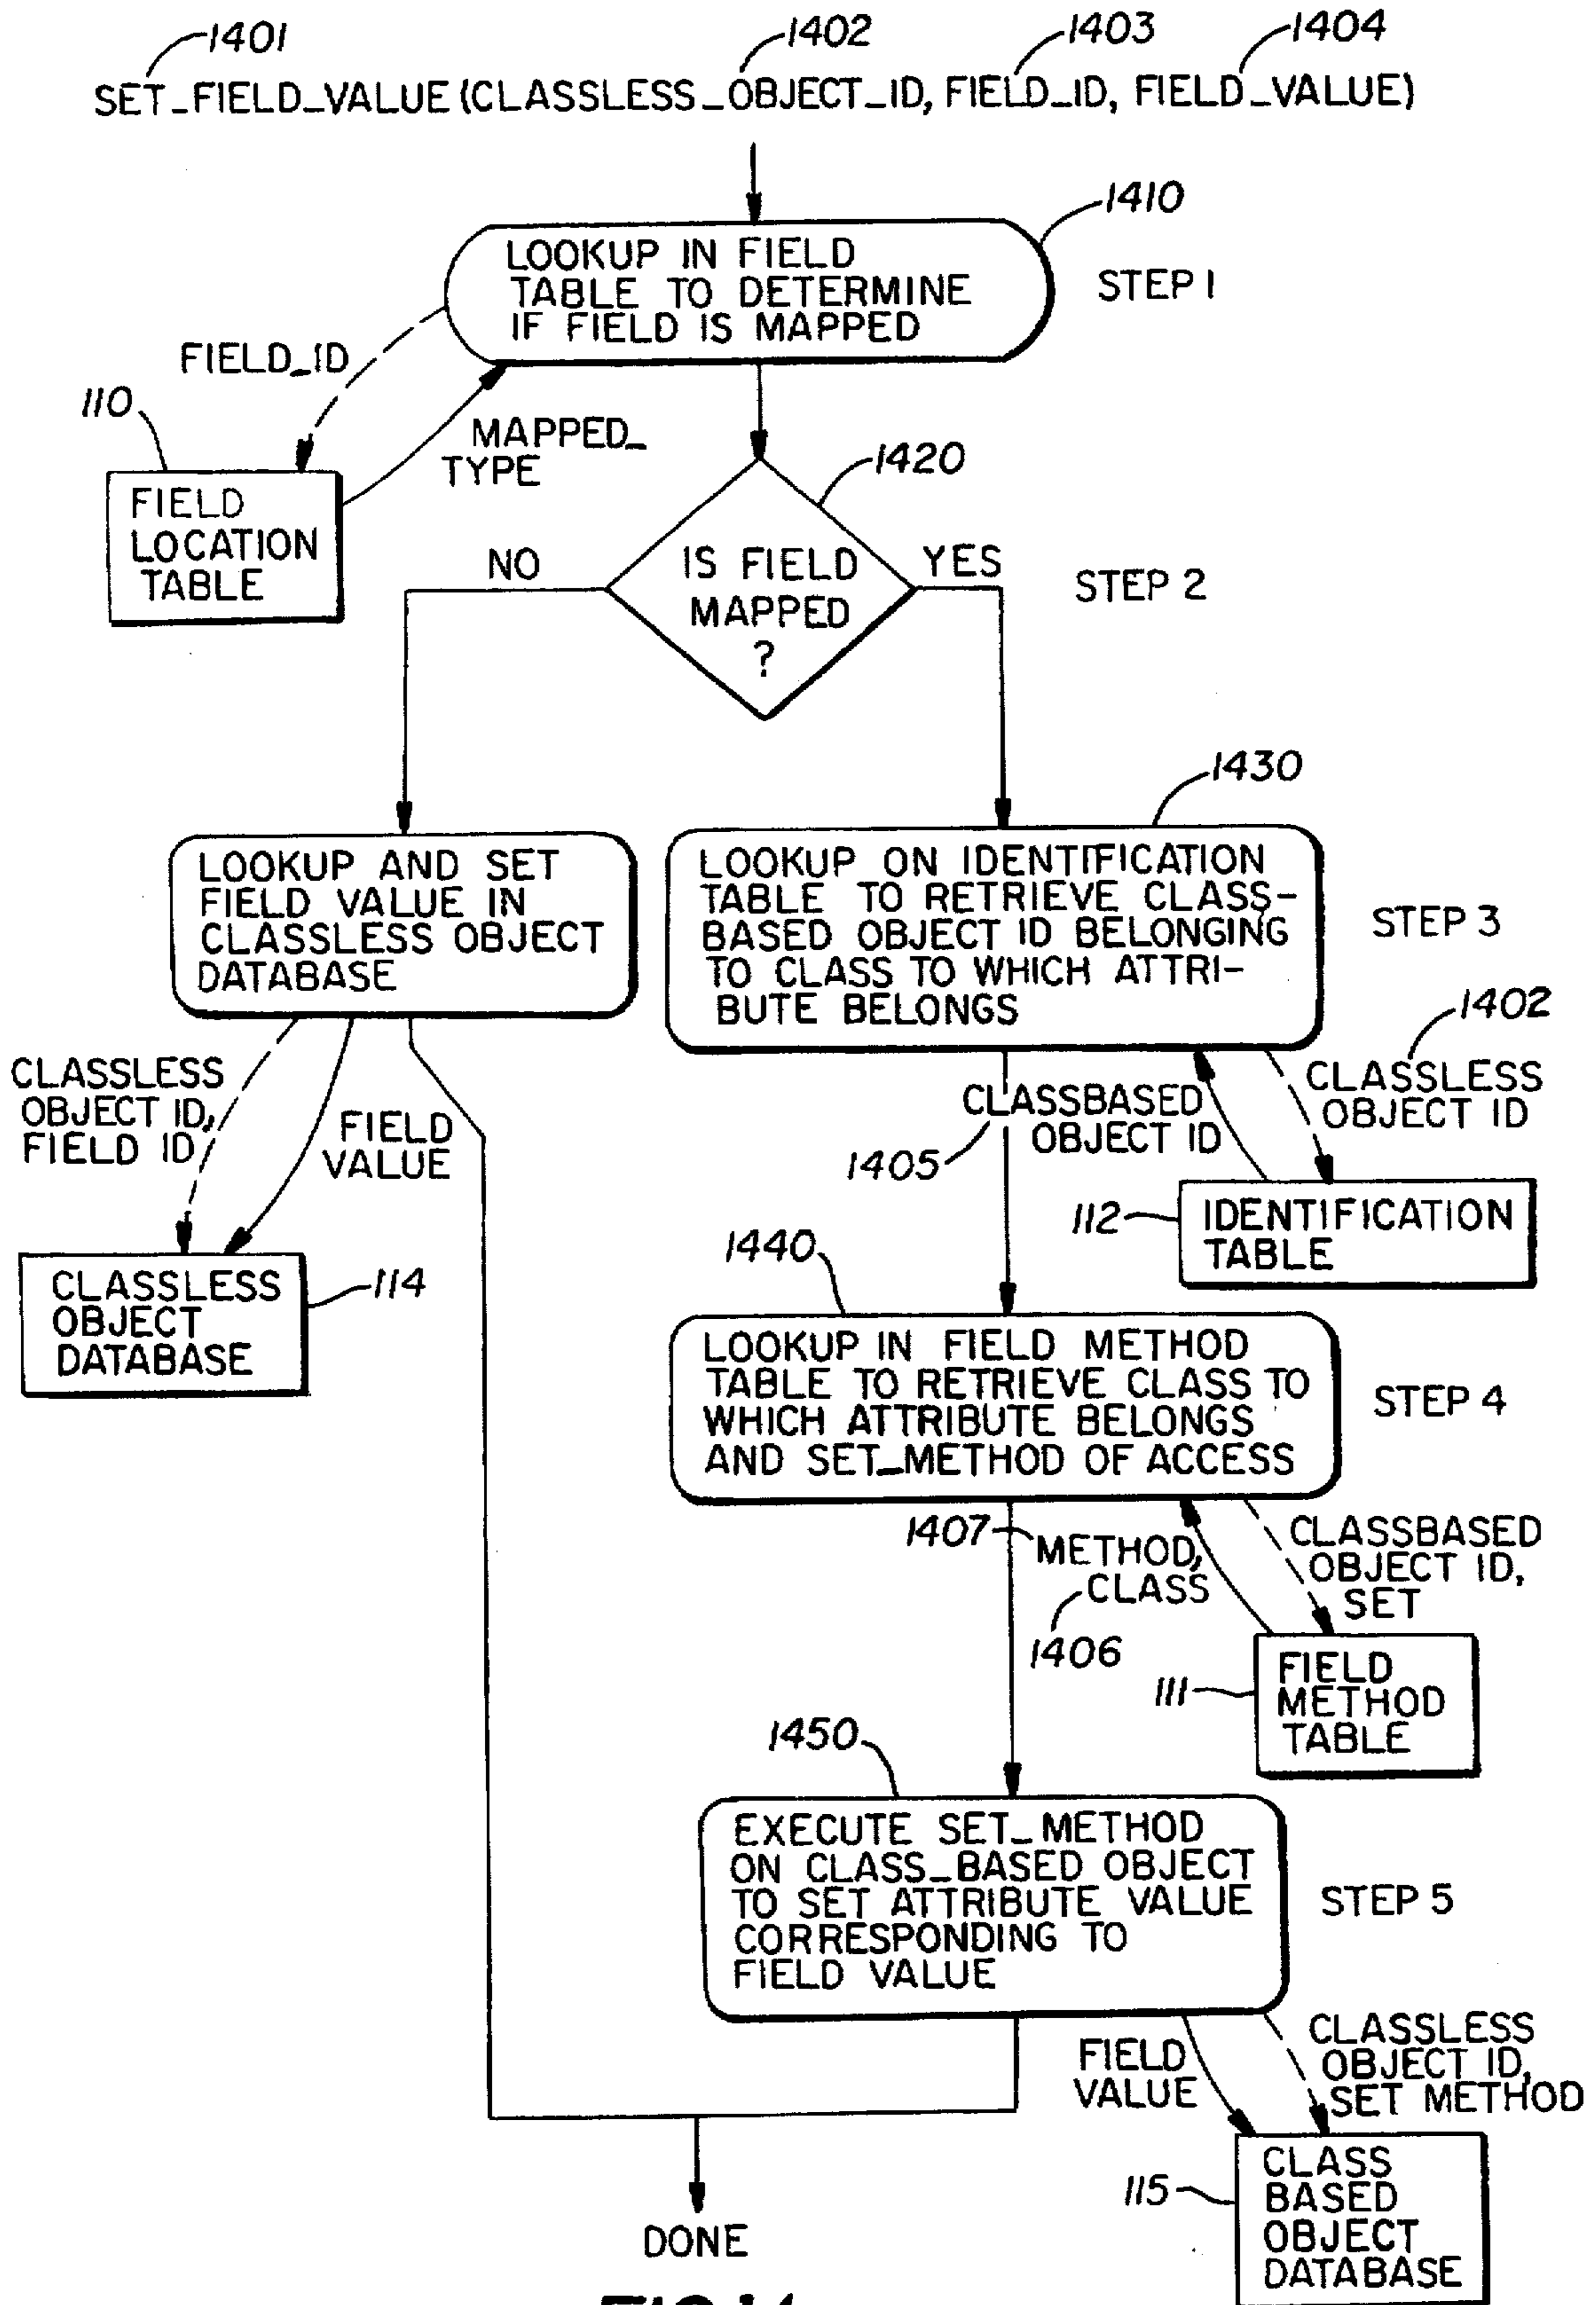 1401
1402
1403
1404
SET_FIELD_VALUE (CLASSLESS_OBJECT_ID, FIELD_ID, FIELD_VALUE)
1410
LOOKUP IN FIELD
TABLE TO DETERMINE
IF FIELD IS MAPPED
STEP 1
FIELD_ID
110
MAPPED_
TYPE
FIELD
LOCATION
TABLE
1420
NO
IS FIELD
MAPPED
?
YES
STEP 2
1430
LOOKUP AND SET
FIELD VALUE IN
CLASSLESS OBJECT
DATABASE
LOOKUP ON IDENTIFICATION
TABLE TO RETRIEVE CLASS-
BASED OBJECT ID BELONGING
TO CLASS TO WHICH ATTRI-
BUTE BELONGS
STEP 3
1402
CLASSLESS
OBJECT ID,
FIELD ID
FIELD
VALUE
CLASSBASED
OBJECT ID
1405
CLASSLESS
OBJECT ID
112
IDENTIFICATION
TABLE
CLASSLESS
OBJECT
DATABASE
114
1440
LOOKUP IN FIELD METHOD
TABLE TO RETRIEVE CLASS TO
WHICH ATTRIBUTE BELONGS
AND SET_METHOD OF ACCESS
STEP 4
1407
METHOD,
CLASS
1406
CLASSBASED
OBJECT ID,
SET
111
FIELD
METHOD
TABLE
1450
EXECUTE SET_METHOD
ON CLASS_BASED OBJECT
TO SET ATTRIBUTE VALUE
CORRESPONDING TO
FIELD VALUE
STEP 5
FIELD
VALUE
CLASSLESS
OBJECT ID,
SET METHOD
115
CLASS
BASED
OBJECT
DATABASE
DONE